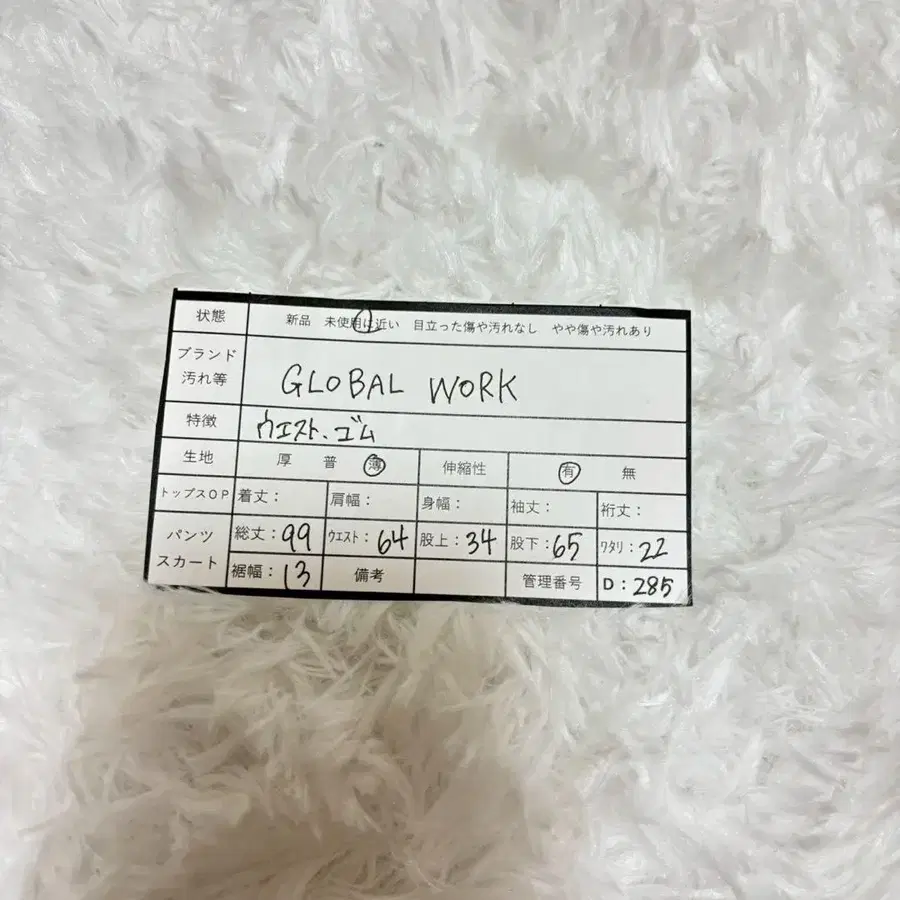 状態 新品 未使用に近い 目立った傷や汚れなし やや傷や汚れあり
ブランド
汚れ等 GLOBAL WORK
特徴 ウエスト、ゴム
生地 厚 普 薄 伸縮性 有 無
トップスOP 着丈: 肩幅: 身幅: 袖丈: 裄丈:
パンツ
スカート 総丈:99 ウエスト:64 股上:34 股下:65 ワタリ:22
裾幅:13 備考 管理番号 D:285